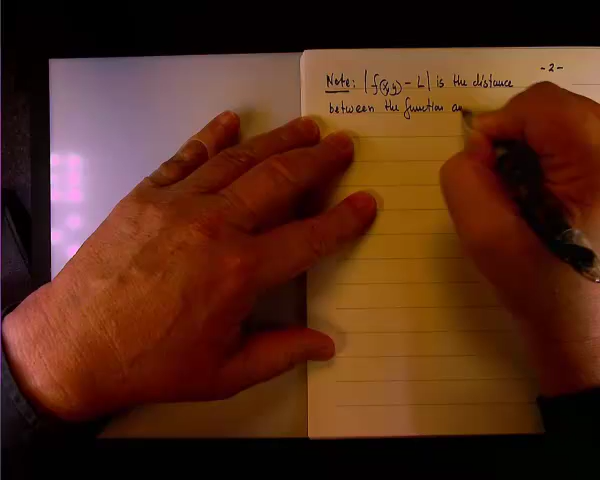 -2-
Note: |f(x,y) - L| is the distance
between the function an